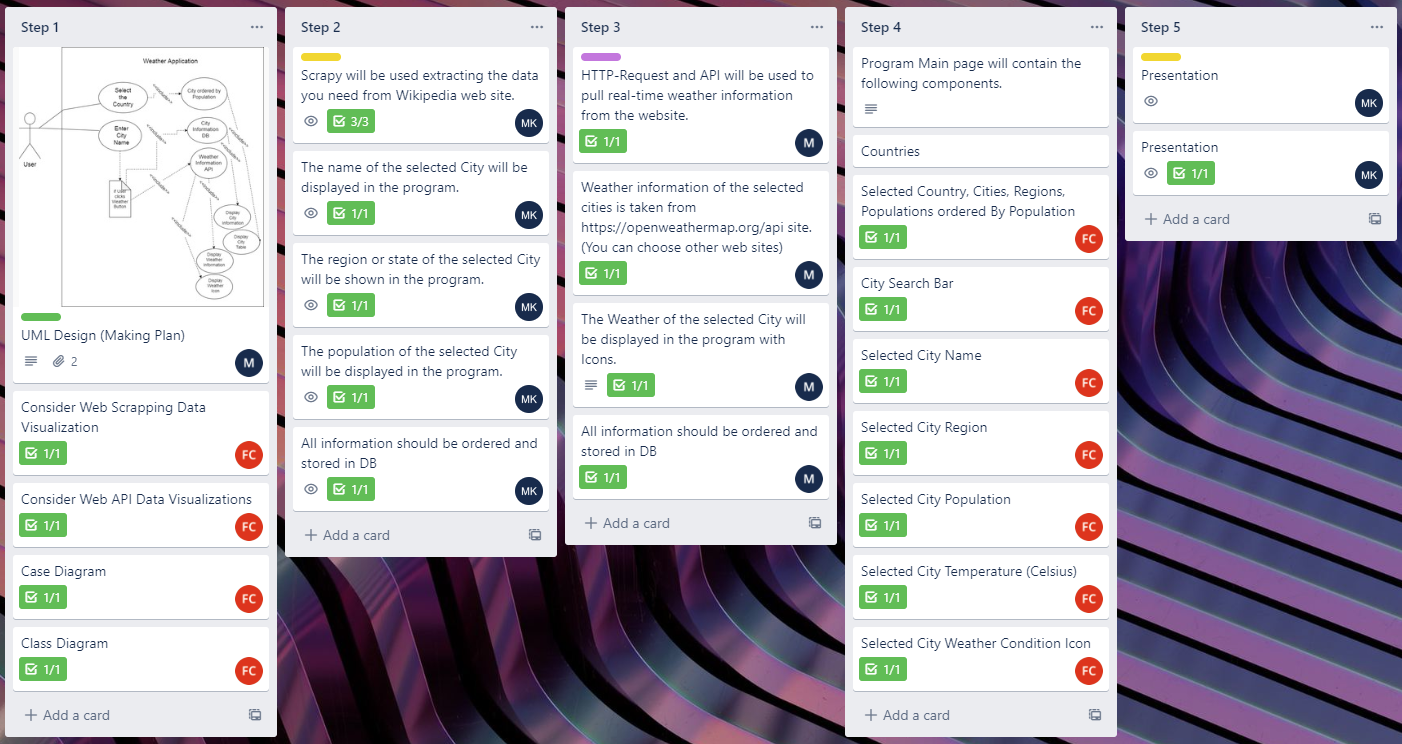 Step 1
Weather Application
Select
the
Country
City ordered by
Population
Enter
City
Name
City
Information
DB
Weather
Information
API
User
if user
clicks
Weather
Button
Display
City
Information
Display
City
Table
Display
Weather
Information
Display
Weather
Icon
UML Design (Making Plan)
2
M
Consider Web Scrapping Data
Visualization
1/1
FC
Consider Web API Data Visualizations
1/1
FC
Case Diagram
1/1
FC
Class Diagram
1/1
FC
+ Add a card
Step 2
Scrapy will be used extracting the data
you need from Wikipedia web site.
3/3
MK
The name of the selected City will be
displayed in the program.
1/1
MK
The region or state of the selected City
will be shown in the program.
1/1
MK
The population of the selected City
will be displayed in the program.
1/1
MK
All information should be ordered and
stored in DB
1/1
MK
+ Add a card
Step 3
HTTP-Request and API will be used to
pull real-time weather information
from the website.
1/1
M
Weather information of the selected
cities is taken from
https://openweathermap.org/api site.
(You can choose other web sites)
1/1
M
The Weather of the selected City will
be displayed in the program with
Icons.
1/1
M
All information should be ordered and
stored in DB
1/1
M
+ Add a card
Step 4
Program Main page will contain the
following components.
Countries
Selected Country, Cities, Regions,
Populations ordered By Population
1/1
FC
City Search Bar
1/1
FC
Selected City Name
1/1
FC
Selected City Region
1/1
FC
Selected City Population
1/1
FC
Selected City Temperature (Celsius)
1/1
FC
Selected City Weather Condition Icon
1/1
FC
+ Add a card
Step 5
Presentation
MK
Presentation
1/1
MK
+ Add a card